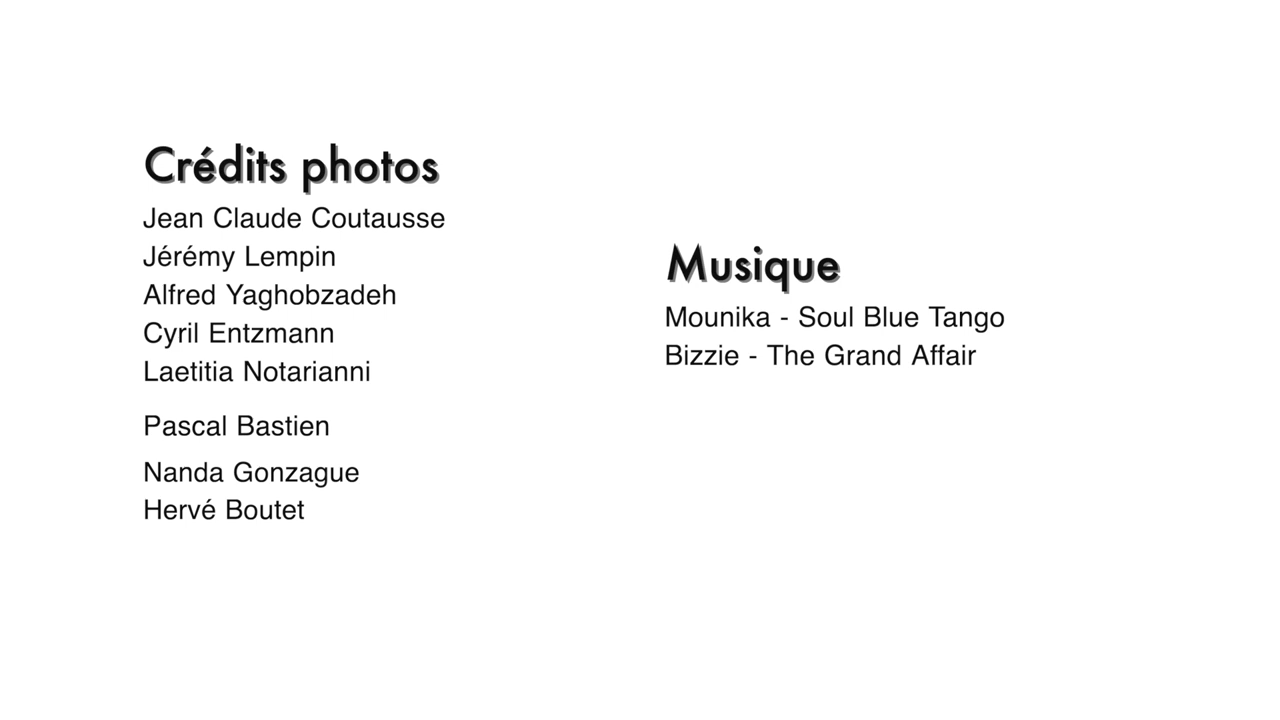 Crédits photos
Jean Claude Coutausse
Jérémy Lempin
Alfred Yaghobzadeh
Cyril Entzmann
Laetitia Notarianni
Pascal Bastien
Nanda Gonzague
Hervé Boutet
Musique
Mounika - Soul Blue Tango
Bizzie - The Grand Affair